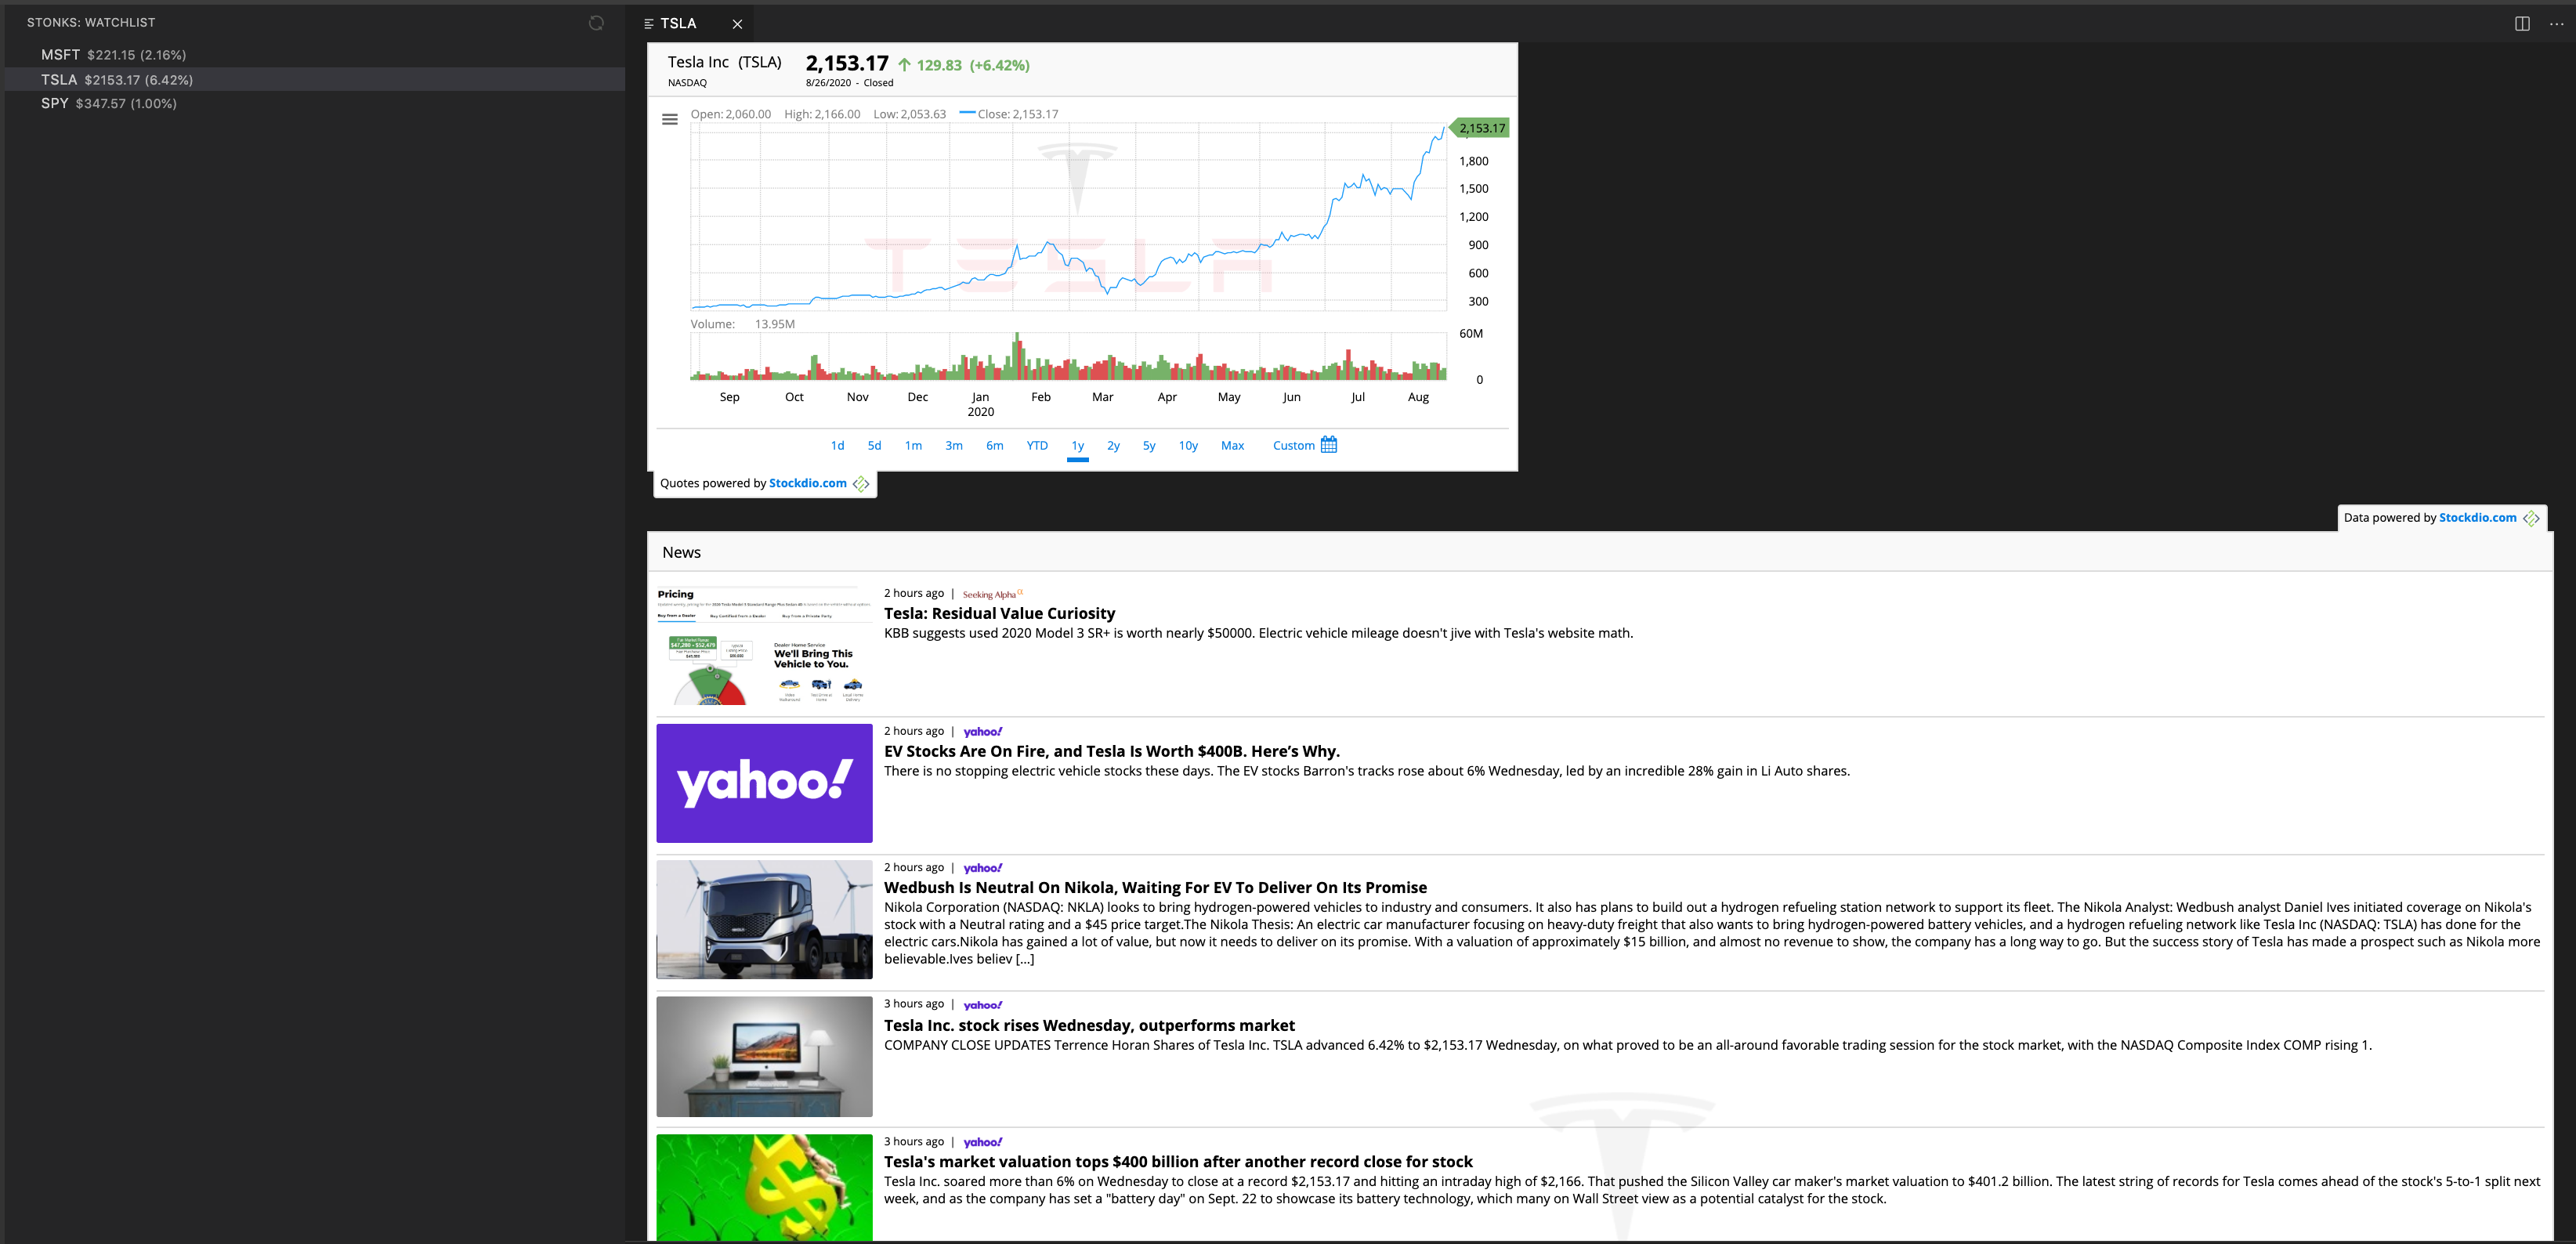 STONKS: WATCHLIST
MSFT $221.15 (2.16%)
TSLA $2153.17 (6.42%)
SPY $347.57 (1.00%)
TSLA
Tesla Inc (TSLA) 2,153.17 129.83 (+6.42%)
NASDAQ 8/26/2020 - Closed
Open: 2,060.00 High: 2,166.00 Low: 2,053.63 Close: 2,153.17
2,153.17
1,800
1,500
1,200
900
600
300
TESLA
Volume: 13.95M
60M
0
Sep Oct Nov Dec Jan Feb Mar Apr May Jun Jul Aug
2020
1d 5d 1m 3m 6m YTD 1y 2y 5y 10y Max Custom
Quotes powered by Stockdio.com
Data powered by Stockdio.com
News
Pricing
Buy from a Dealer Buy Certified from a Dealer Buy from a Private Party
Dealer Home Service
We'll Bring This
Vehicle to You.
2 hours ago | Seeking Alpha α
Tesla: Residual Value Curiosity
KBB suggests used 2020 Model 3 SR+ is worth nearly $50000. Electric vehicle mileage doesn't jive with Tesla's website math.
yahoo!
2 hours ago | yahoo!
EV Stocks Are On Fire, and Tesla Is Worth $400B. Here’s Why.
There is no stopping electric vehicle stocks these days. The EV stocks Barron's tracks rose about 6% Wednesday, led by an incredible 28% gain in Li Auto shares.
2 hours ago | yahoo!
Wedbush Is Neutral On Nikola, Waiting For EV To Deliver On Its Promise
Nikola Corporation (NASDAQ: NKLA) looks to bring hydrogen-powered vehicles to industry and consumers. It also has plans to build out a hydrogen refueling station network to support its fleet. The Nikola Analyst: Wedbush analyst Daniel Ives initiated coverage on Nikola's
stock with a Neutral rating and a $45 price target.The Nikola Thesis: An electric car manufacturer focusing on heavy-duty freight that also wants to bring hydrogen-powered battery vehicles, and a hydrogen refueling network like Tesla Inc (NASDAQ: TSLA) has done for the
electric cars.Nikola has gained a lot of value, but now it needs to deliver on its promise. With a valuation of approximately $15 billion, and almost no revenue to show, the company has a long way to go. But the success story of Tesla has made a prospect such as Nikola more
believable.Ives believ [...]
3 hours ago | yahoo!
Tesla Inc. stock rises Wednesday, outperforms market
COMPANY CLOSE UPDATES Terrence Horan Shares of Tesla Inc. TSLA advanced 6.42% to $2,153.17 Wednesday, on what proved to be an all-around favorable trading session for the stock market, with the NASDAQ Composite Index COMP rising 1.
3 hours ago | yahoo!
Tesla's market valuation tops $400 billion after another record close for stock
Tesla Inc. soared more than 6% on Wednesday to close at a record $2,153.17 and hitting an intraday high of $2,166. That pushed the Silicon Valley car maker's market valuation to $401.2 billion. The latest string of records for Tesla comes ahead of the stock's 5-to-1 split next
week, and as the company has set a "battery day" on Sept. 22 to showcase its battery technology, which many on Wall Street view as a potential catalyst for the stock.